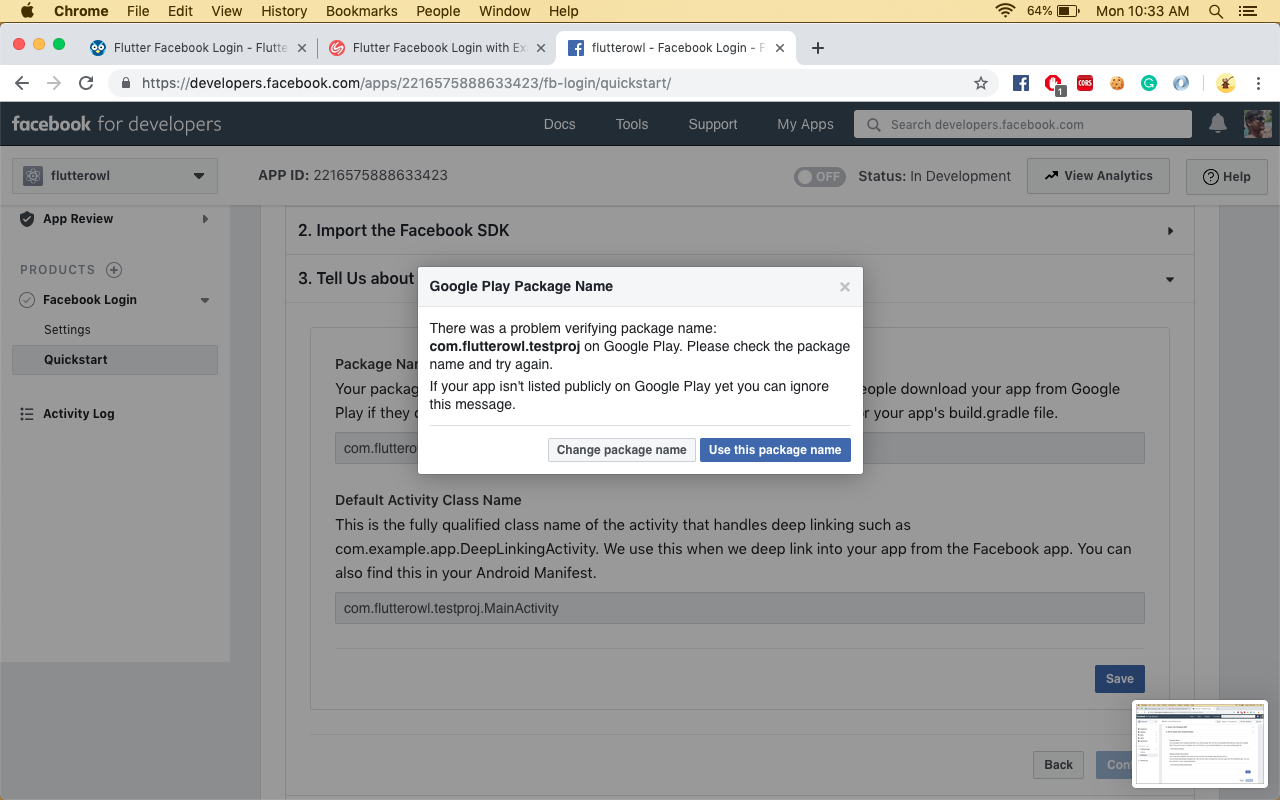 Chrome File Edit View History Bookmarks People Window Help 64% Mon 10:33 AM
Flutter Facebook Login - Flutte Flutter Facebook Login with Ex flutterowl - Facebook Login - F
https://developers.facebook.com/apps/2216575888633423/fb-login/quickstart/
CORS
1
facebook for developers Docs Tools Support My Apps Search developers.facebook.com
flutterowl APP ID: 2216575888633423 OFF Status: In Development View Analytics Help
App Review
PRODUCTS
Facebook Login
Settings
Quickstart
Activity Log
2. Import the Facebook SDK
3. Tell Us about
Google Play Package Name
There was a problem verifying package name:
com.flutterowl.testproj on Google Play. Please check the package
name and try again.
If your app isn't listed publicly on Google Play yet you can ignore
this message.
Change package name Use this package name
Package Nar
Your packag eople download your app from Google
Play if they r your app's build.gradle file.
com.flutterо
Default Activity Class Name
This is the fully qualified class name of the activity that handles deep linking such as
com.example.app.DeepLinkingActivity. We use this when we deep link into your app from the Facebook app. You can
also find this in your Android Manifest.
com.flutterowl.testproj.MainActivity
Save
Back Con